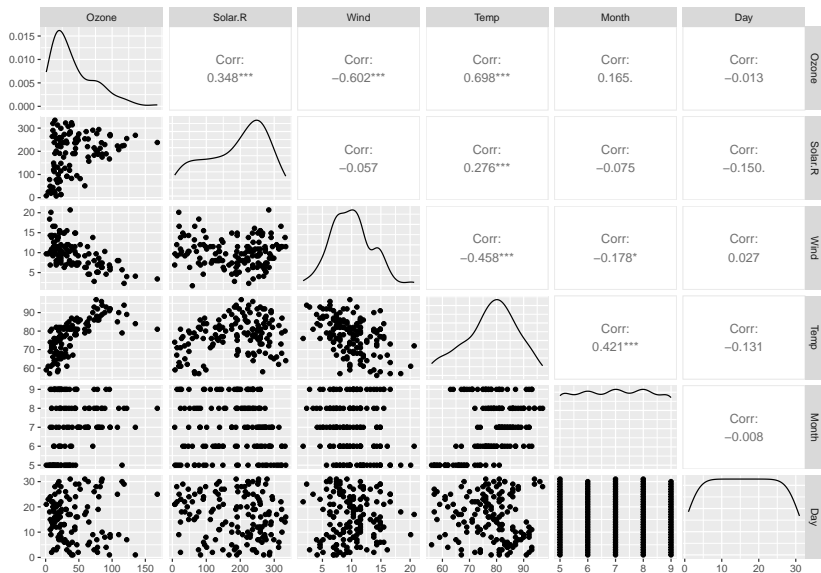 Ozone Solar.R Wind Temp Month Day
0.015
0.010
0.005
0.000
Corr:
0.348***
Corr:
−0.602***
Corr:
0.698***
Corr:
0.165.
Corr:
−0.013
Ozone
300
200
100
0
Corr:
−0.057
Corr:
0.276***
Corr:
−0.075
Corr:
−0.150.
Solar.R
20
15
10
5
Corr:
−0.458***
Corr:
−0.178*
Corr:
0.027
Wind
90
80
70
60
Corr:
0.421***
Corr:
−0.131
Temp
9
8
7
6
5
Corr:
−0.008
Month
30
20
10
0
Day
0 50 100 150 0 100 200 300 5 10 15 20 60 70 80 90 5 6 7 8 9 0 10 20 30